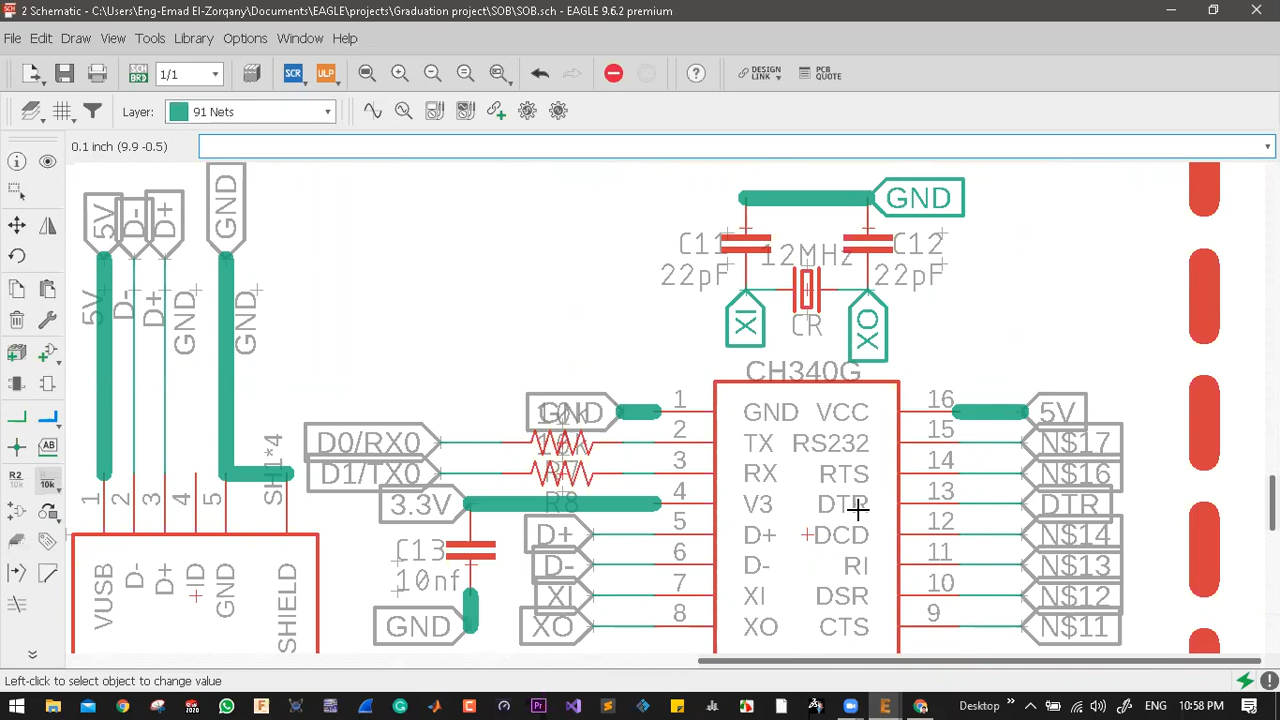 2 Schematic - C:\Users\Eng-Emad El-Zorqany\Documents\EAGLE\projects\Graduation project\SOB\SOB.sch - EAGLE 9.6.2 premium
File Edit Draw View Tools Library Options Window Help
1/1 SCR ULP DESIGN LINK PCB QUOTE
SCH BRD
Layer: 91 Nets
0.1 inch (9.9 -0.5)
5V D- D+ GND
5V D- D+ GND GND
SH1*4
1 2 3 4 5
VUSB D- D+ ID GND SHIELD
GND
C11 22pF
12MHz
C12 22pF
CR
XI XO
CH340G
GND 1 GND VCC 16 5V
D0/RX0 2 TX RS232 15 N$17
D1/TX0 3 RX RTS 14 N$16
3.3V R8 4 V3 DTR 13 DTR
D+ 5 D+ DCD 12 N$14
D- 6 D- RI 11 N$13
XI 7 XI DSR 10 N$12
XO 8 XO CTS 9 N$11
C13
10nf
GND
R2
10k
Left-click to select object to change value
Desktop ENG 10:58 PM